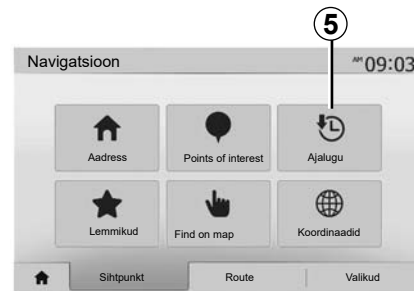 5
Navigatsioon AM 09:03
Aadress Points of interest Ajalugu
Lemmikud Find on map Koordinaadid
Sihtpunkt Route Valikud